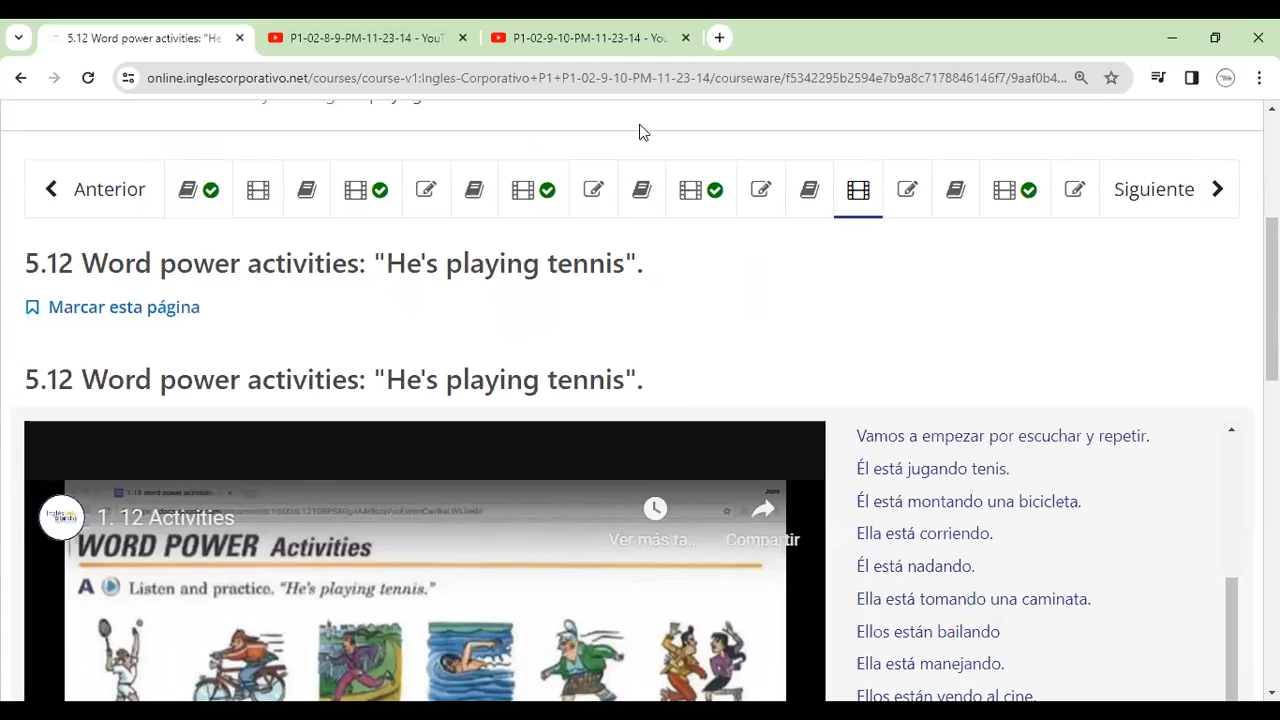 5.12 Word power activities: "He's
P1-02-8-9-PM-11-23-14 - YouT
P1-02-9-10-PM-11-23-14 - You
online.inglescorporativo.net/courses/course-v1:Ingles-Corporativo+P1+P1-02-9-10-PM-11-23-14/courseware/f5342295b2594e7b9a8c7178846146f7/9aaf0b4...
Anterior
Siguiente
5.12 Word power activities: "He's playing tennis".
Marcar esta página
5.12 Word power activities: "He's playing tennis".
Vamos a empezar por escuchar y repetir.
Él está jugando tenis.
Él está montando una bicicleta.
Ella está corriendo.
Él está nadando.
Ella está tomando una caminata.
Ellos están bailando
Ella está manejando.
Ellos están yendo al cine.
1. 12 Activities
Ver más ta...
Compartir
WORD POWER Activities
A Listen and practice. "He's playing tennis."